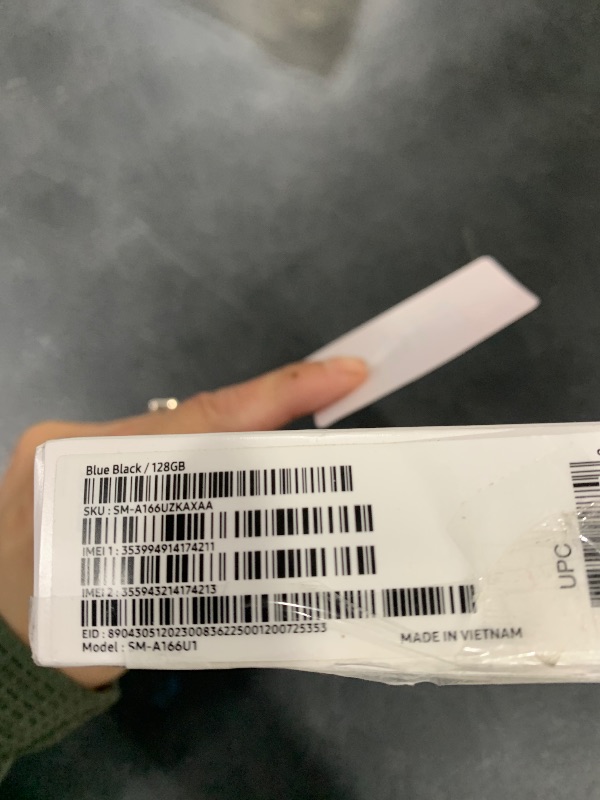 Blue Black / 128GB
SKU : SM-A166UZKAXAA
IMEI 1 : 353994914174211
IMEI 2 : 355943214174213
EID : 89043051202300836225001200725353
MADE IN VIETNAM
Model : SM-A166U1
UPC